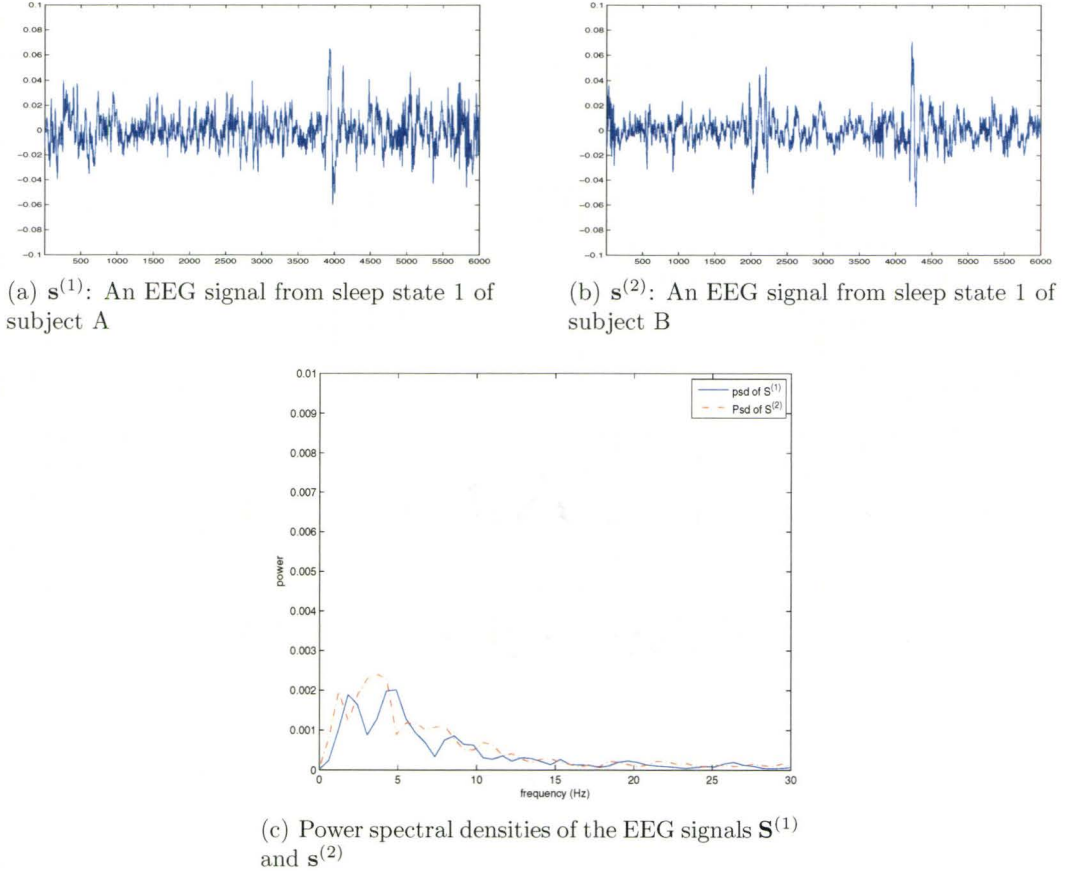 0.1
0.08
0.06
0.04
0.02
0
−0.02
−0.04
−0.06
−0.08
−0.1
500 1000 1500 2000 2500 3000 3500 4000 4500 5000 5500 6000
(a) s(1): An EEG signal from sleep state 1 of
subject A
0.1
0.08
0.06
0.04
0.02
0
−0.02
−0.04
−0.06
−0.08
−0.1
500 1000 1500 2000 2500 3000 3500 4000 4500 5000 5500 6000
(b) s(2): An EEG signal from sleep state 1 of
subject B
0.01
0.009
0.008
0.007
0.006
0.005
0.004
0.003
0.002
0.001
0
power
psd of S(1)
Psd of S(2)
0 5 10 15 20 25 30
frequency (Hz)
(c) Power spectral densities of the EEG signals S(1)
and s(2)